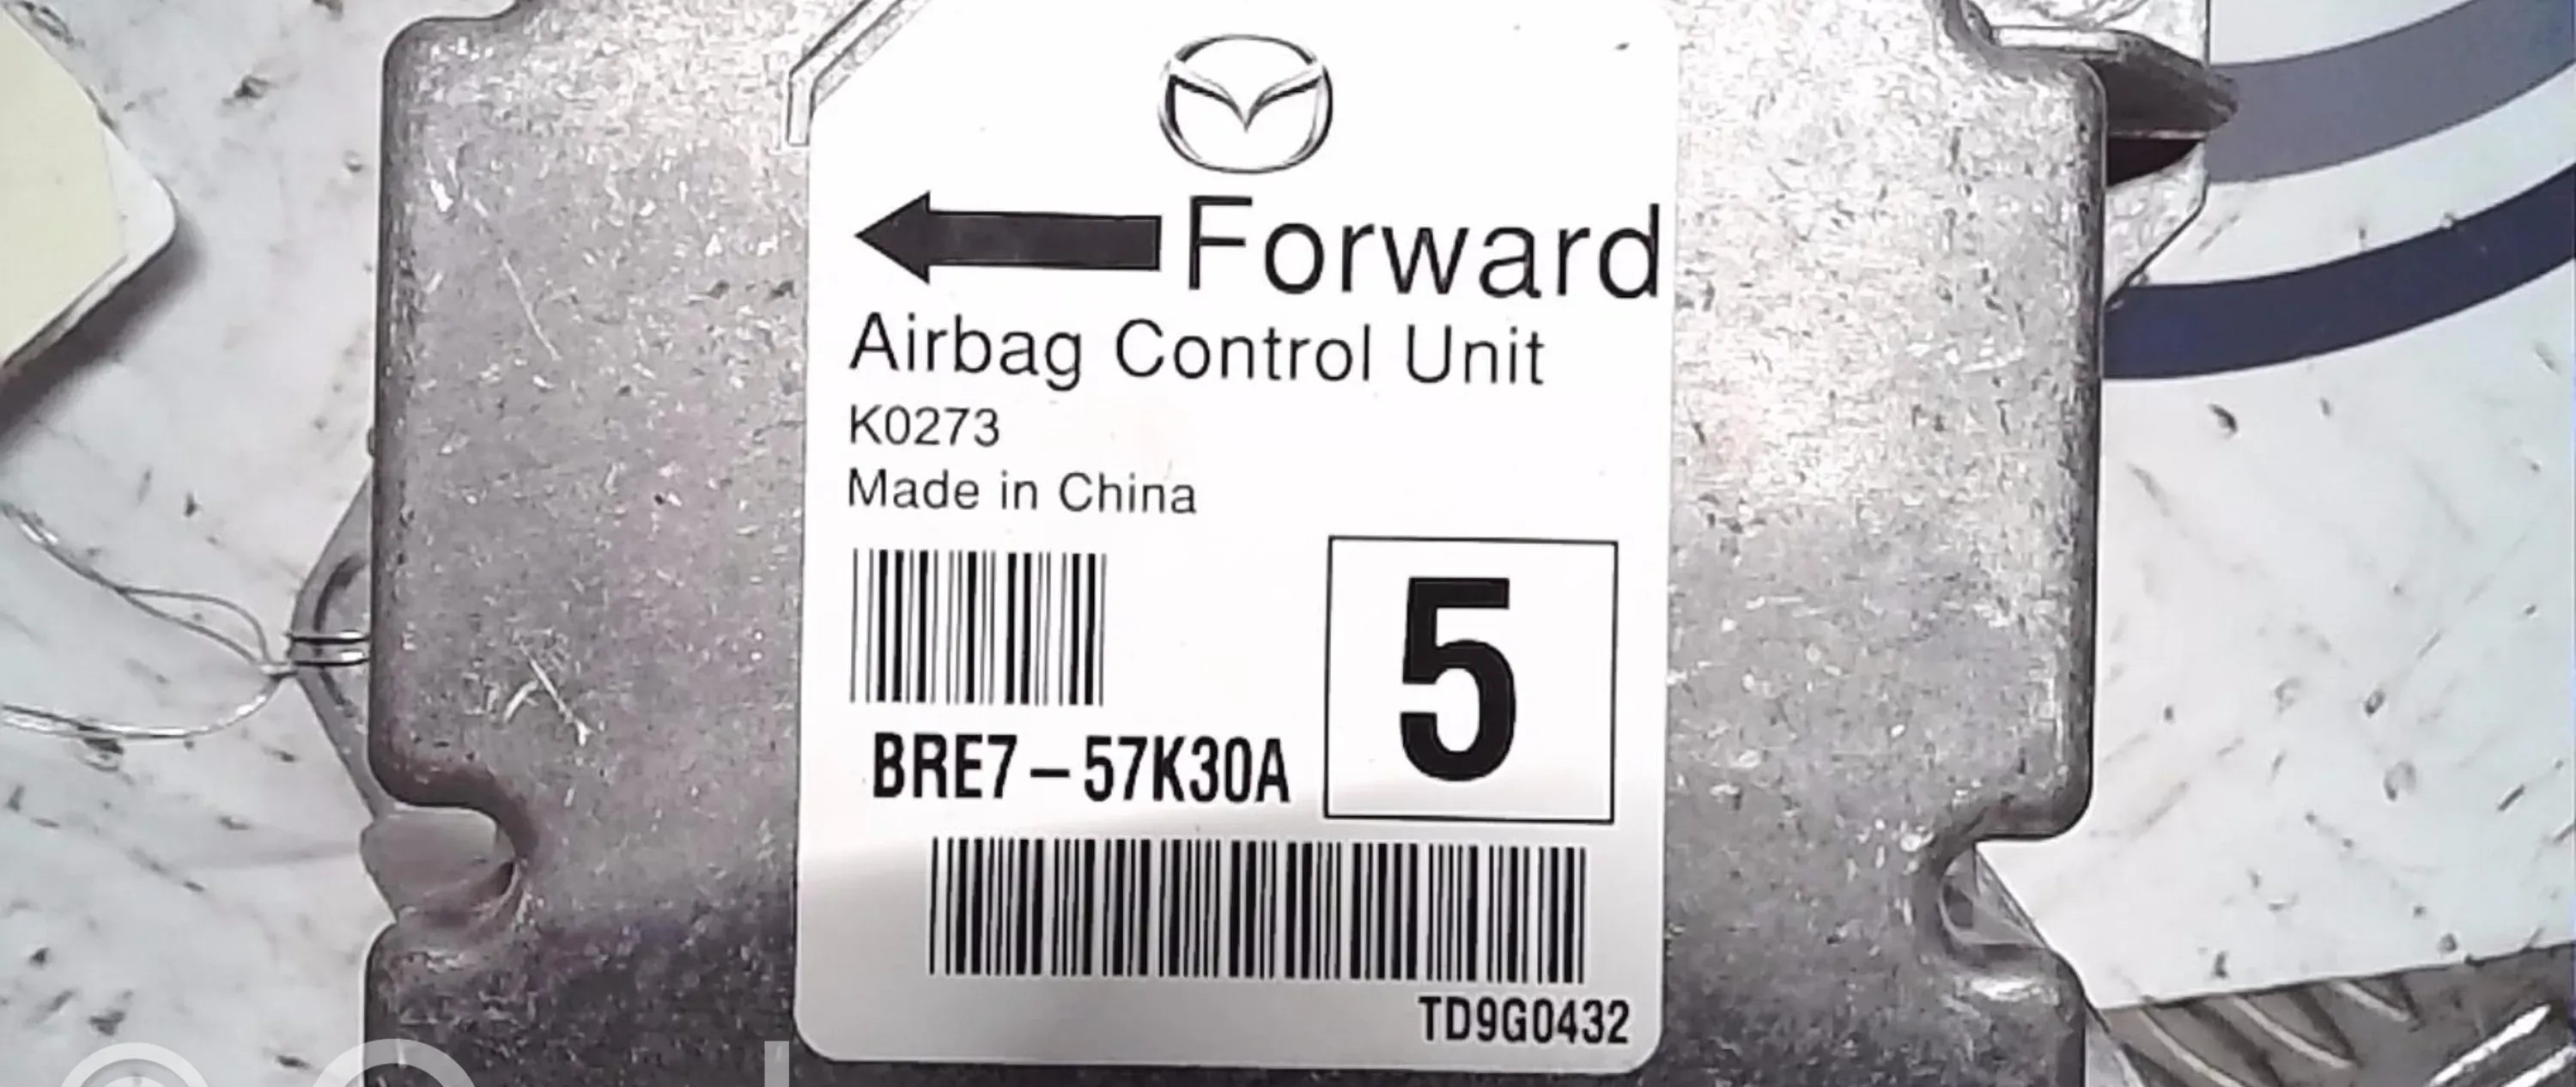 Forward
Airbag Control Unit
K0273
Made in China
5
BRE7-57K30A
TD9G0432